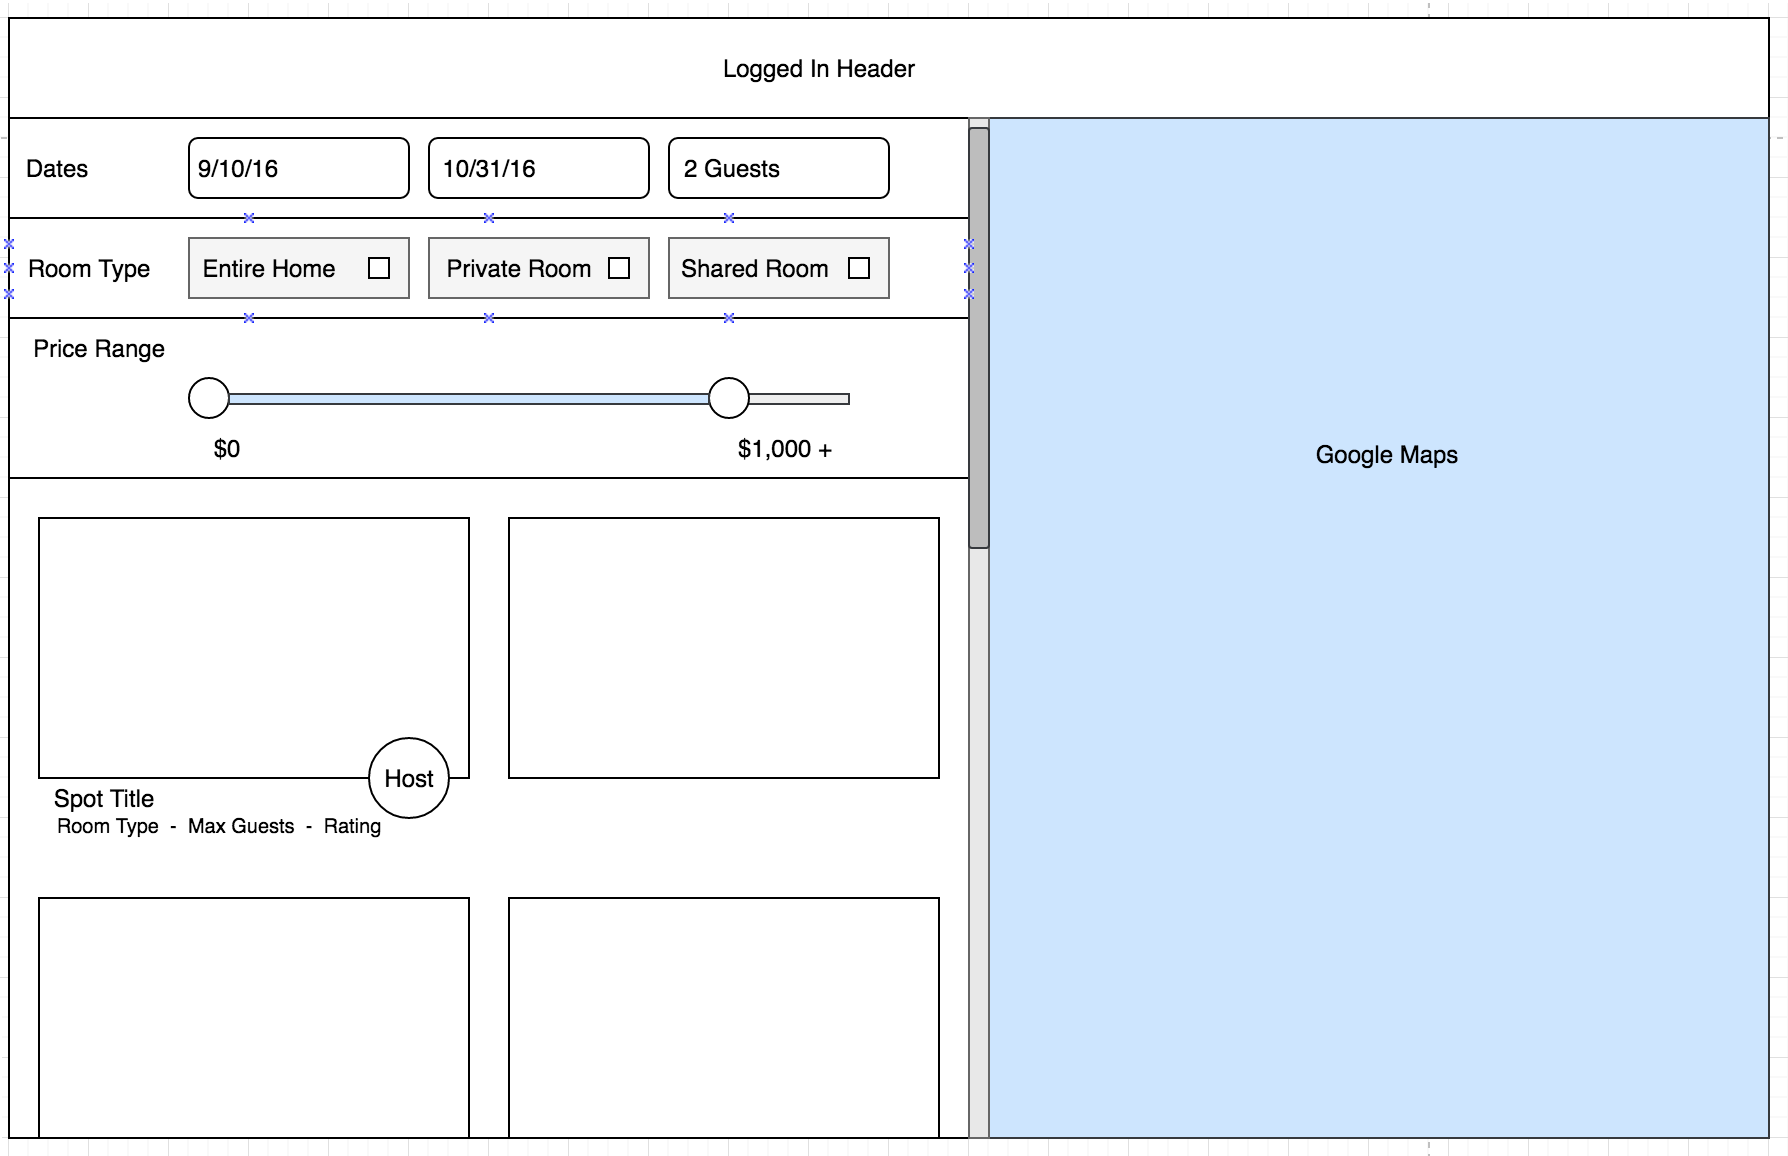 Logged In Header
Dates 9/10/16 10/31/16 2 Guests
Room Type Entire Home Private Room Shared Room
Price Range
$0 $1,000 +
Google Maps
Host
Spot Title
Room Type - Max Guests - Rating